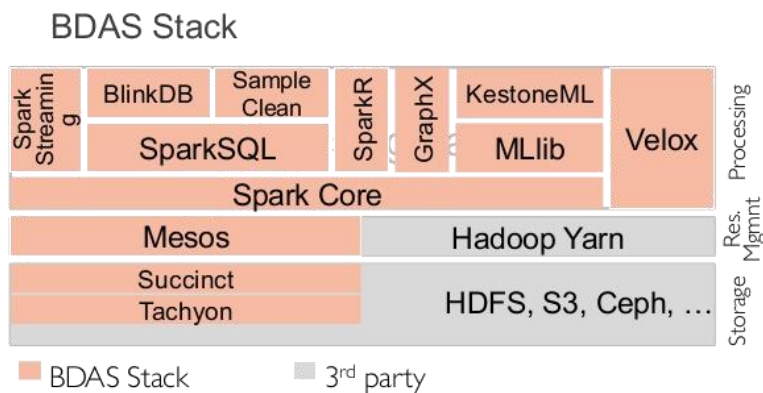 BDAS Stack
Spark
Streamin
g
BlinkDB
Sample
Clean
SparkR
GraphX
KestoneML
Velox
SparkSQL
MLlib
Spark Core
Processing
Mesos
Hadoop Yarn
Res.
Mgmnt
Succinct
Tachyon
HDFS, S3, Ceph, …
Storage
BDAS Stack
3rd party